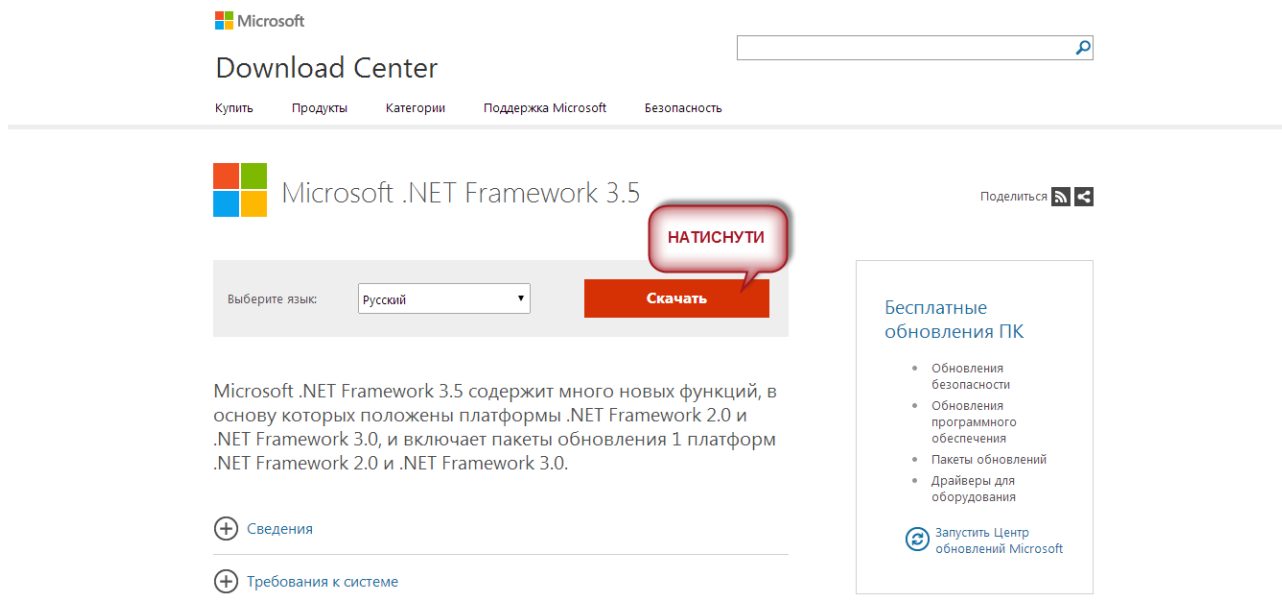 Microsoft
Download Center
Купить Продукты Категории Поддержка Microsoft Безопасность
Microsoft .NET Framework 3.5
Поделиться
НАТИСНУТИ
Выберите язык: Русский Скачать
Бесплатные
обновления ПК
Обновления
безопасности
Обновления
программного
обеспечения
Пакеты обновлений
Драйверы для
оборудования
Запустить Центр
обновлений Microsoft
Microsoft .NET Framework 3.5 содержит много новых функций, в
основу которых положены платформы .NET Framework 2.0 и
.NET Framework 3.0, и включает пакеты обновления 1 платформ
.NET Framework 2.0 и .NET Framework 3.0.
Сведения
Требования к системе